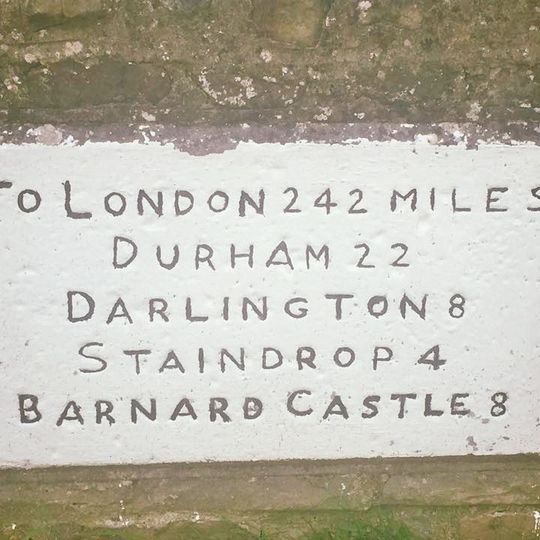 TO LONDON 242 MILES
DURHAM 22
DARLINGTON 8
STAINDROP 4
BARNARD CASTLE 8